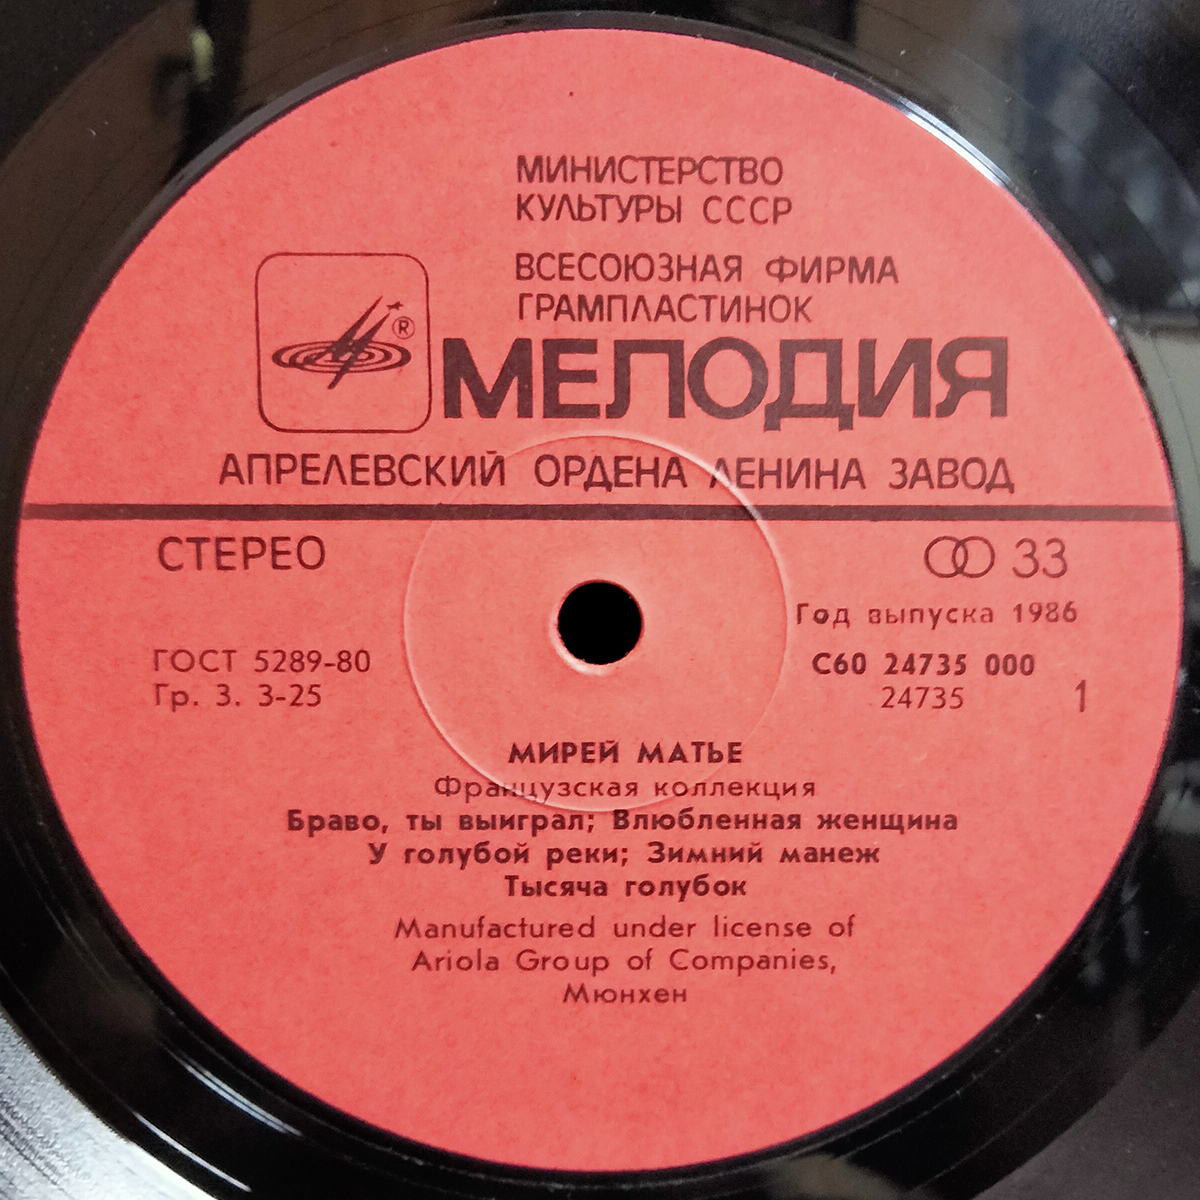 МИНИСТЕРСТВО
КУЛЬТУРЫ СССР
ВСЕСОЮЗНАЯ ФИРМА
ГРАМПЛАСТИНОК
®
МЕЛОДИЯ
АПРЕЛЕВСКИЙ ОРДЕНА ЛЕНИНА ЗАВОД
СТЕРЕО
33
Год выпуска 1986
ГОСТ 5289-80
С60 24735 000
Гр. 3. 3-25
24735
1
МИРЕЙ МАТЬЕ
Французская коллекция
Браво, ты выиграл; Влюбленная женщина
У голубой реки; Зимний манеж
Тысяча голубок
Manufactured under license of
Ariola Group of Companies,
Мюнхен